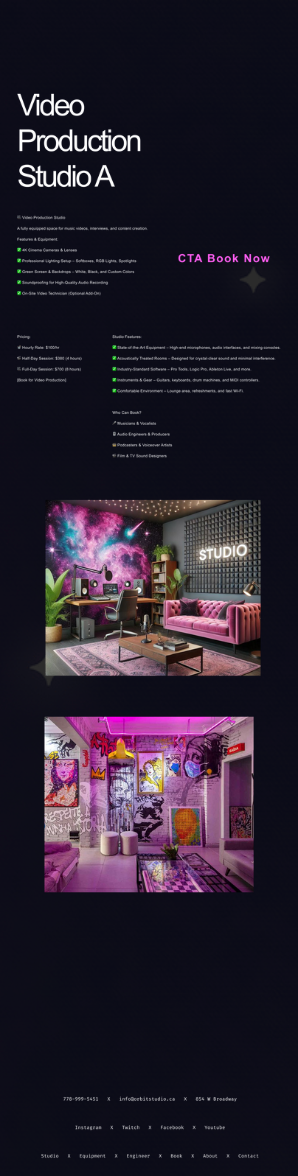 Video
Production
Studio A
Video Production Studio
A fully equipped space for music videos, interviews, and content creation.
Features & Equipment:
✅ 4K Cinema Cameras & Lenses
✅ Professional Lighting Setup – Softboxes, RGB Lights, Spotlights
✅ Green Screen & Backdrops – White, Black, and Custom Colors
✅ Soundproofing for High-Quality Audio Recording
✅ On-Site Video Technician (Optional Add-On)
CTA Book Now
Pricing:
Hourly Rate: $100/hr
Half-Day Session: $360 (4 hours)
Full-Day Session: $700 (8 hours)
(Book for Video Production)
Studio Features:
✅ State-of-the-Art Equipment – High-end microphones, audio interfaces, and mixing consoles.
✅ Acoustically Treated Rooms – Designed for crystal-clear sound and minimal interference.
✅ Industry-Standard Software – Pro Tools, Logic Pro, Ableton Live, and more.
✅ Instruments & Gear – Guitars, keyboards, drum machines, and MIDI controllers.
✅ Comfortable Environment – Lounge area, refreshments, and fast Wi-Fi.
Who Can Book?
Musicians & Vocalists
Audio Engineers & Producers
Podcasters & Voiceover Artists
Film & TV Sound Designers
STUDIO
778-999-5451 X info@orbitstudio.ca X 854 W Broadway
Instagram X Twitch X Facebook X Youtube
Studio X Equipment X Engineer X Book X About X Contact